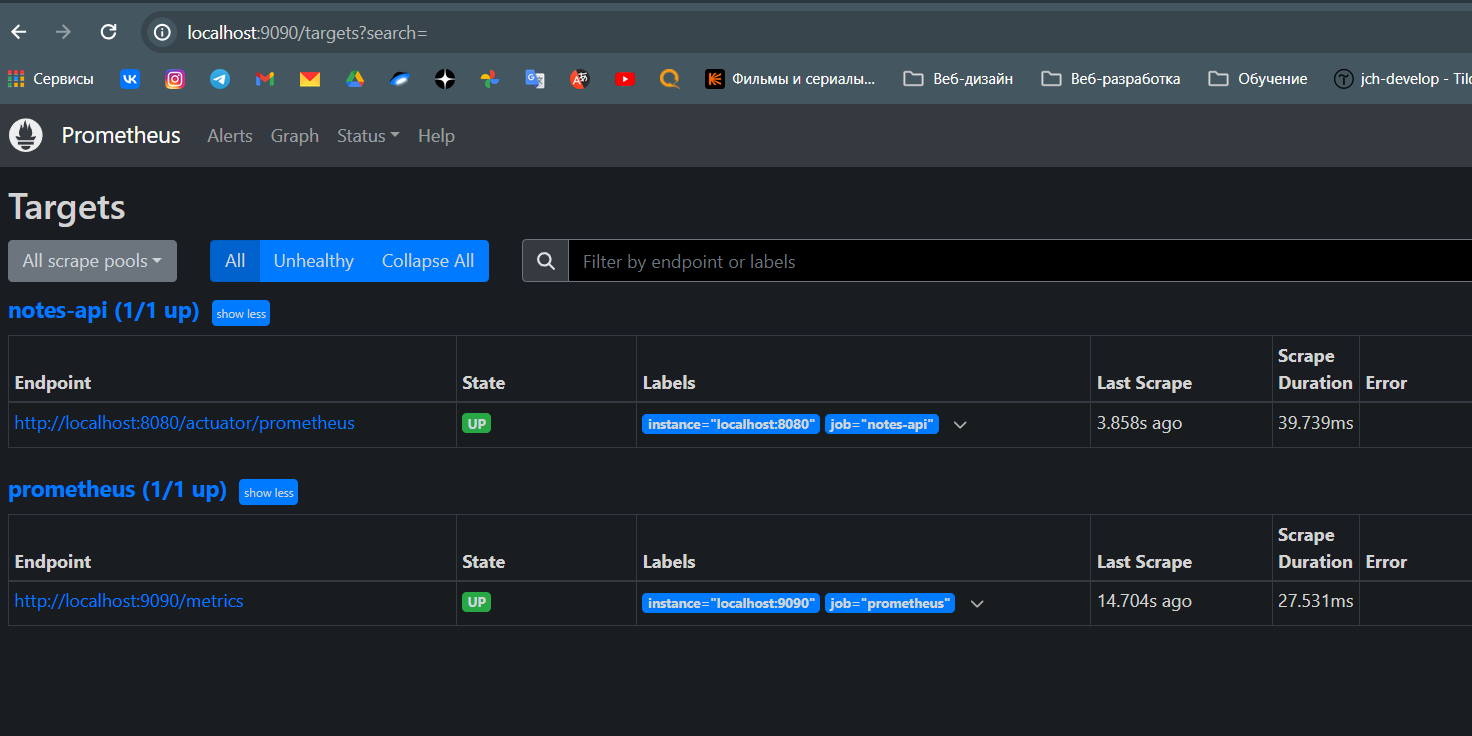 localhost:9090/targets?search=
Сервисы Фильмы и сериалы... Веб-дизайн Веб-разработка Обучение jch-develop - Tild
Prometheus Alerts Graph Status Help
Targets
All scrape pools All Unhealthy Collapse All Filter by endpoint or labels
notes-api (1/1 up) show less
Endpoint State Labels Last Scrape Scrape Duration Error
http://localhost:8080/actuator/prometheus UP instance="localhost:8080" job="notes-api" 3.858s ago 39.739ms
prometheus (1/1 up) show less
Endpoint State Labels Last Scrape Scrape Duration Error
http://localhost:9090/metrics UP instance="localhost:9090" job="prometheus" 14.704s ago 27.531ms